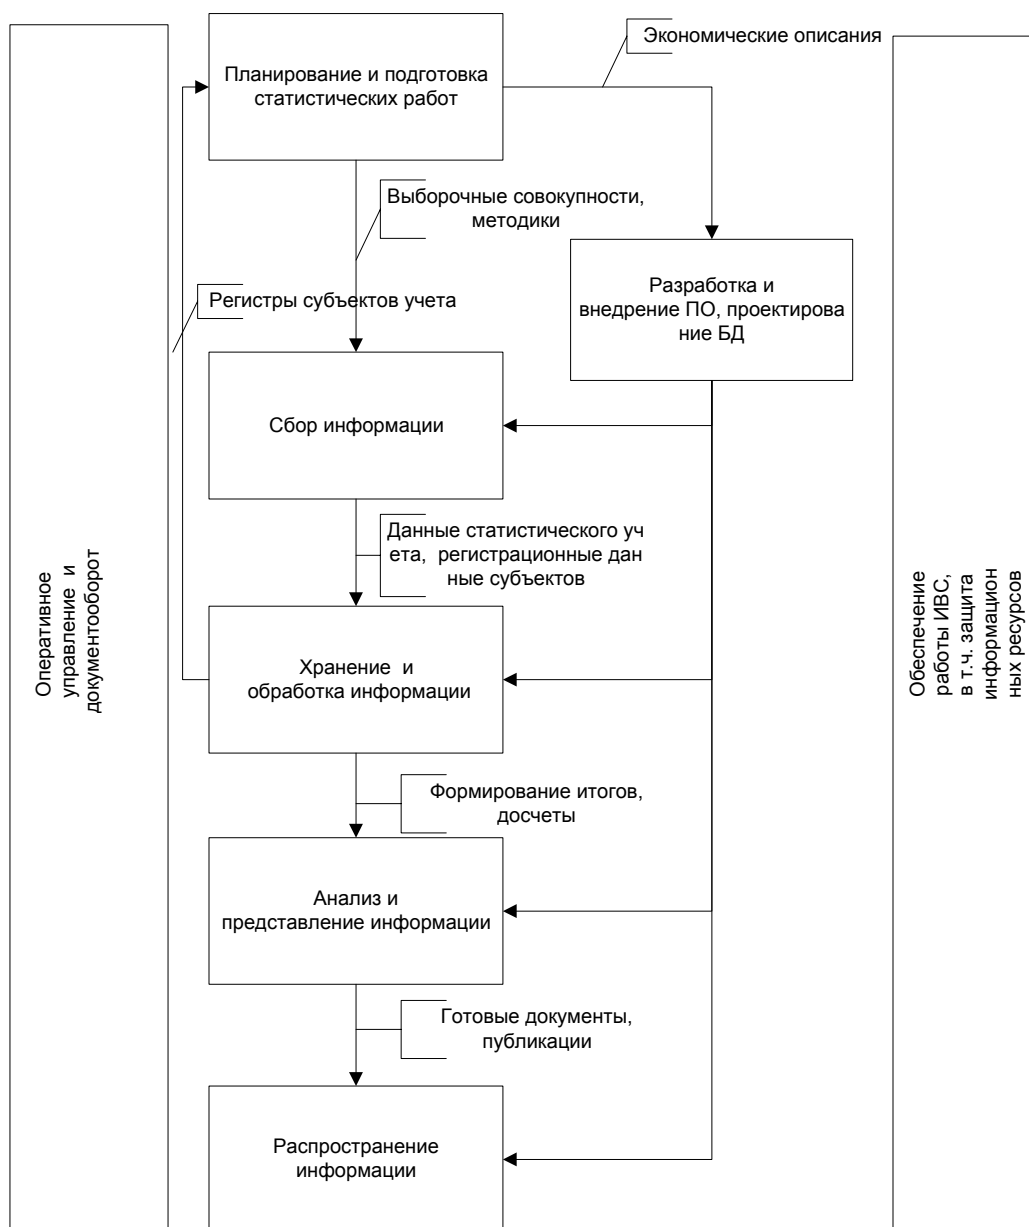 Экономические описания
Планирование и подготовка
статистических работ
Выборочные совокупности,
методики
Разработка и
внедрение ПО, проектирова
ние БД
Регистры субъектов учета
Сбор информации
Данные статистического уч
ета,  регистрационные дан
ные субъектов
Оперативное
управление  и
документооборот
Хранение  и
обработка информации
Обеспечение
работы ИВС,
в т.ч. защита
информацион
ных ресурсов
Формирование итогов,
досчеты
Анализ и
представление информации
Готовые документы,
публикации
Распространение
информации